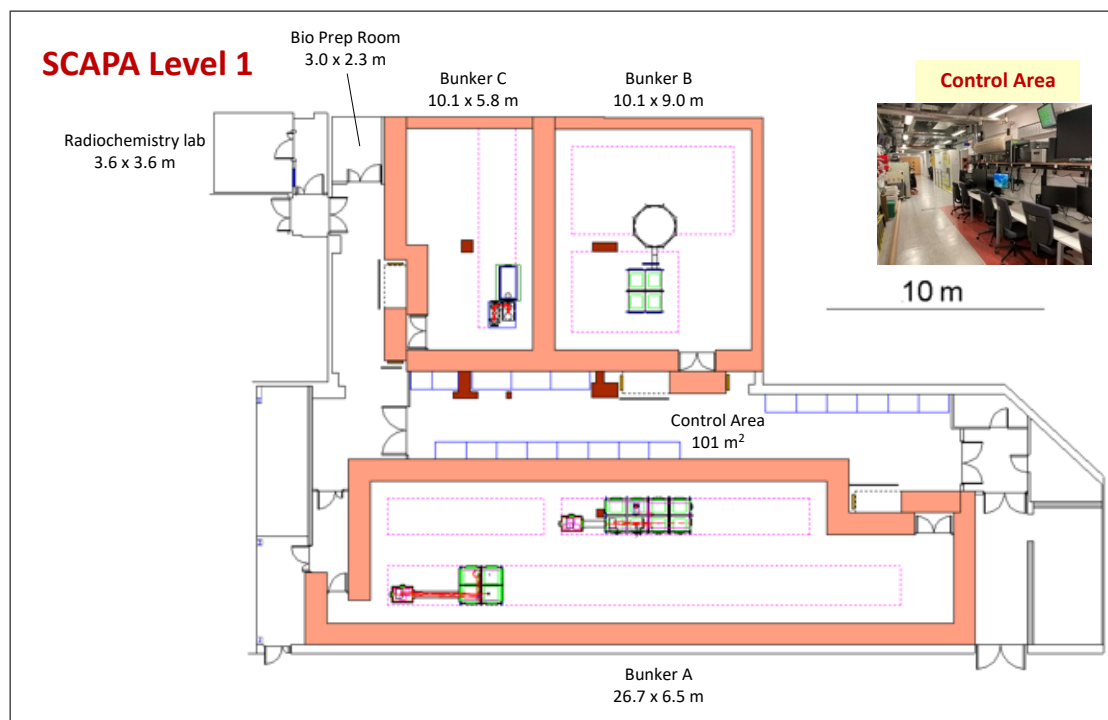 SCAPA Level 1
Bio Prep Room
3.0 x 2.3 m
Bunker C
10.1 x 5.8 m
Bunker B
10.1 x 9.0 m
Control Area
Radiochemistry lab
3.6 x 3.6 m
10 m
Control Area
101 m²
Bunker A
26.7 x 6.5 m